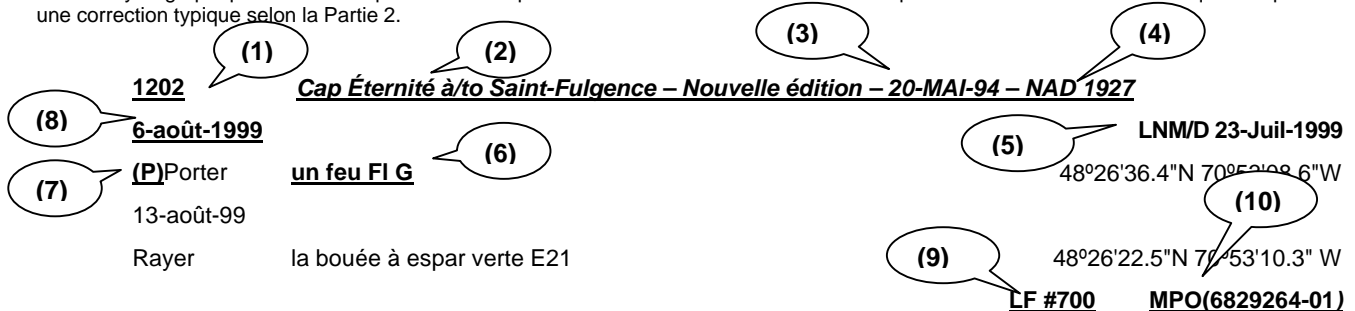 une correction typique selon la Partie 2.
(1) (2) (3) (4)
1202 Cap Éternité à/to Saint-Fulgence – Nouvelle édition – 20-MAI-94 – NAD 1927
(8) 6-août-1999 (5) LNM/D 23-Juil-1999
(7) (P)Porter un feu Fl G (6) 48º26'36.4"N
13-août-99 (10)
Rayer la bouée à espar verte E21 (9) 48º26'22.5"N 70º53'10.3" W
LF #700 MPO(6829264-01)